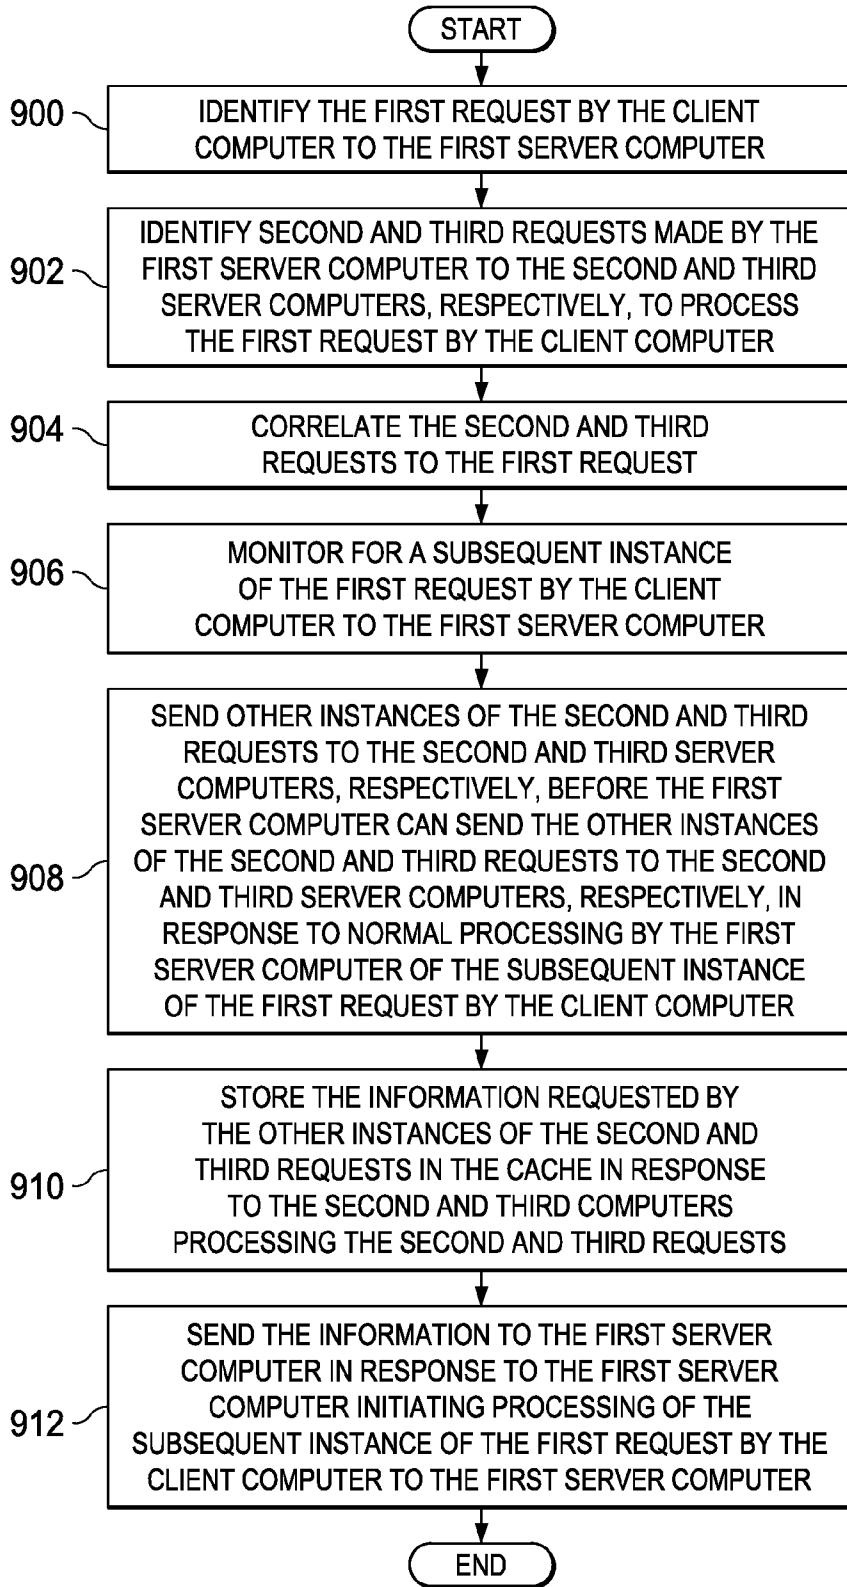 START
900
IDENTIFY THE FIRST REQUEST BY THE CLIENT
COMPUTER TO THE FIRST SERVER COMPUTER
902
IDENTIFY SECOND AND THIRD REQUESTS MADE BY THE
FIRST SERVER COMPUTER TO THE SECOND AND THIRD
SERVER COMPUTERS, RESPECTIVELY, TO PROCESS
THE FIRST REQUEST BY THE CLIENT COMPUTER
904
CORRELATE THE SECOND AND THIRD
REQUESTS TO THE FIRST REQUEST
906
MONITOR FOR A SUBSEQUENT INSTANCE
OF THE FIRST REQUEST BY THE CLIENT
COMPUTER TO THE FIRST SERVER COMPUTER
908
SEND OTHER INSTANCES OF THE SECOND AND THIRD
REQUESTS TO THE SECOND AND THIRD SERVER
COMPUTERS, RESPECTIVELY, BEFORE THE FIRST
SERVER COMPUTER CAN SEND THE OTHER INSTANCES
OF THE SECOND AND THIRD REQUESTS TO THE SECOND
AND THIRD SERVER COMPUTERS, RESPECTIVELY, IN
RESPONSE TO NORMAL PROCESSING BY THE FIRST
SERVER COMPUTER OF THE SUBSEQUENT INSTANCE
OF THE FIRST REQUEST BY THE CLIENT COMPUTER
910
STORE THE INFORMATION REQUESTED BY
THE OTHER INSTANCES OF THE SECOND AND
THIRD REQUESTS IN THE CACHE IN RESPONSE
TO THE SECOND AND THIRD COMPUTERS
PROCESSING THE SECOND AND THIRD REQUESTS
912
SEND THE INFORMATION TO THE FIRST SERVER
COMPUTER IN RESPONSE TO THE FIRST SERVER
COMPUTER INITIATING PROCESSING OF THE
SUBSEQUENT INSTANCE OF THE FIRST REQUEST BY THE
CLIENT COMPUTER TO THE FIRST SERVER COMPUTER
END